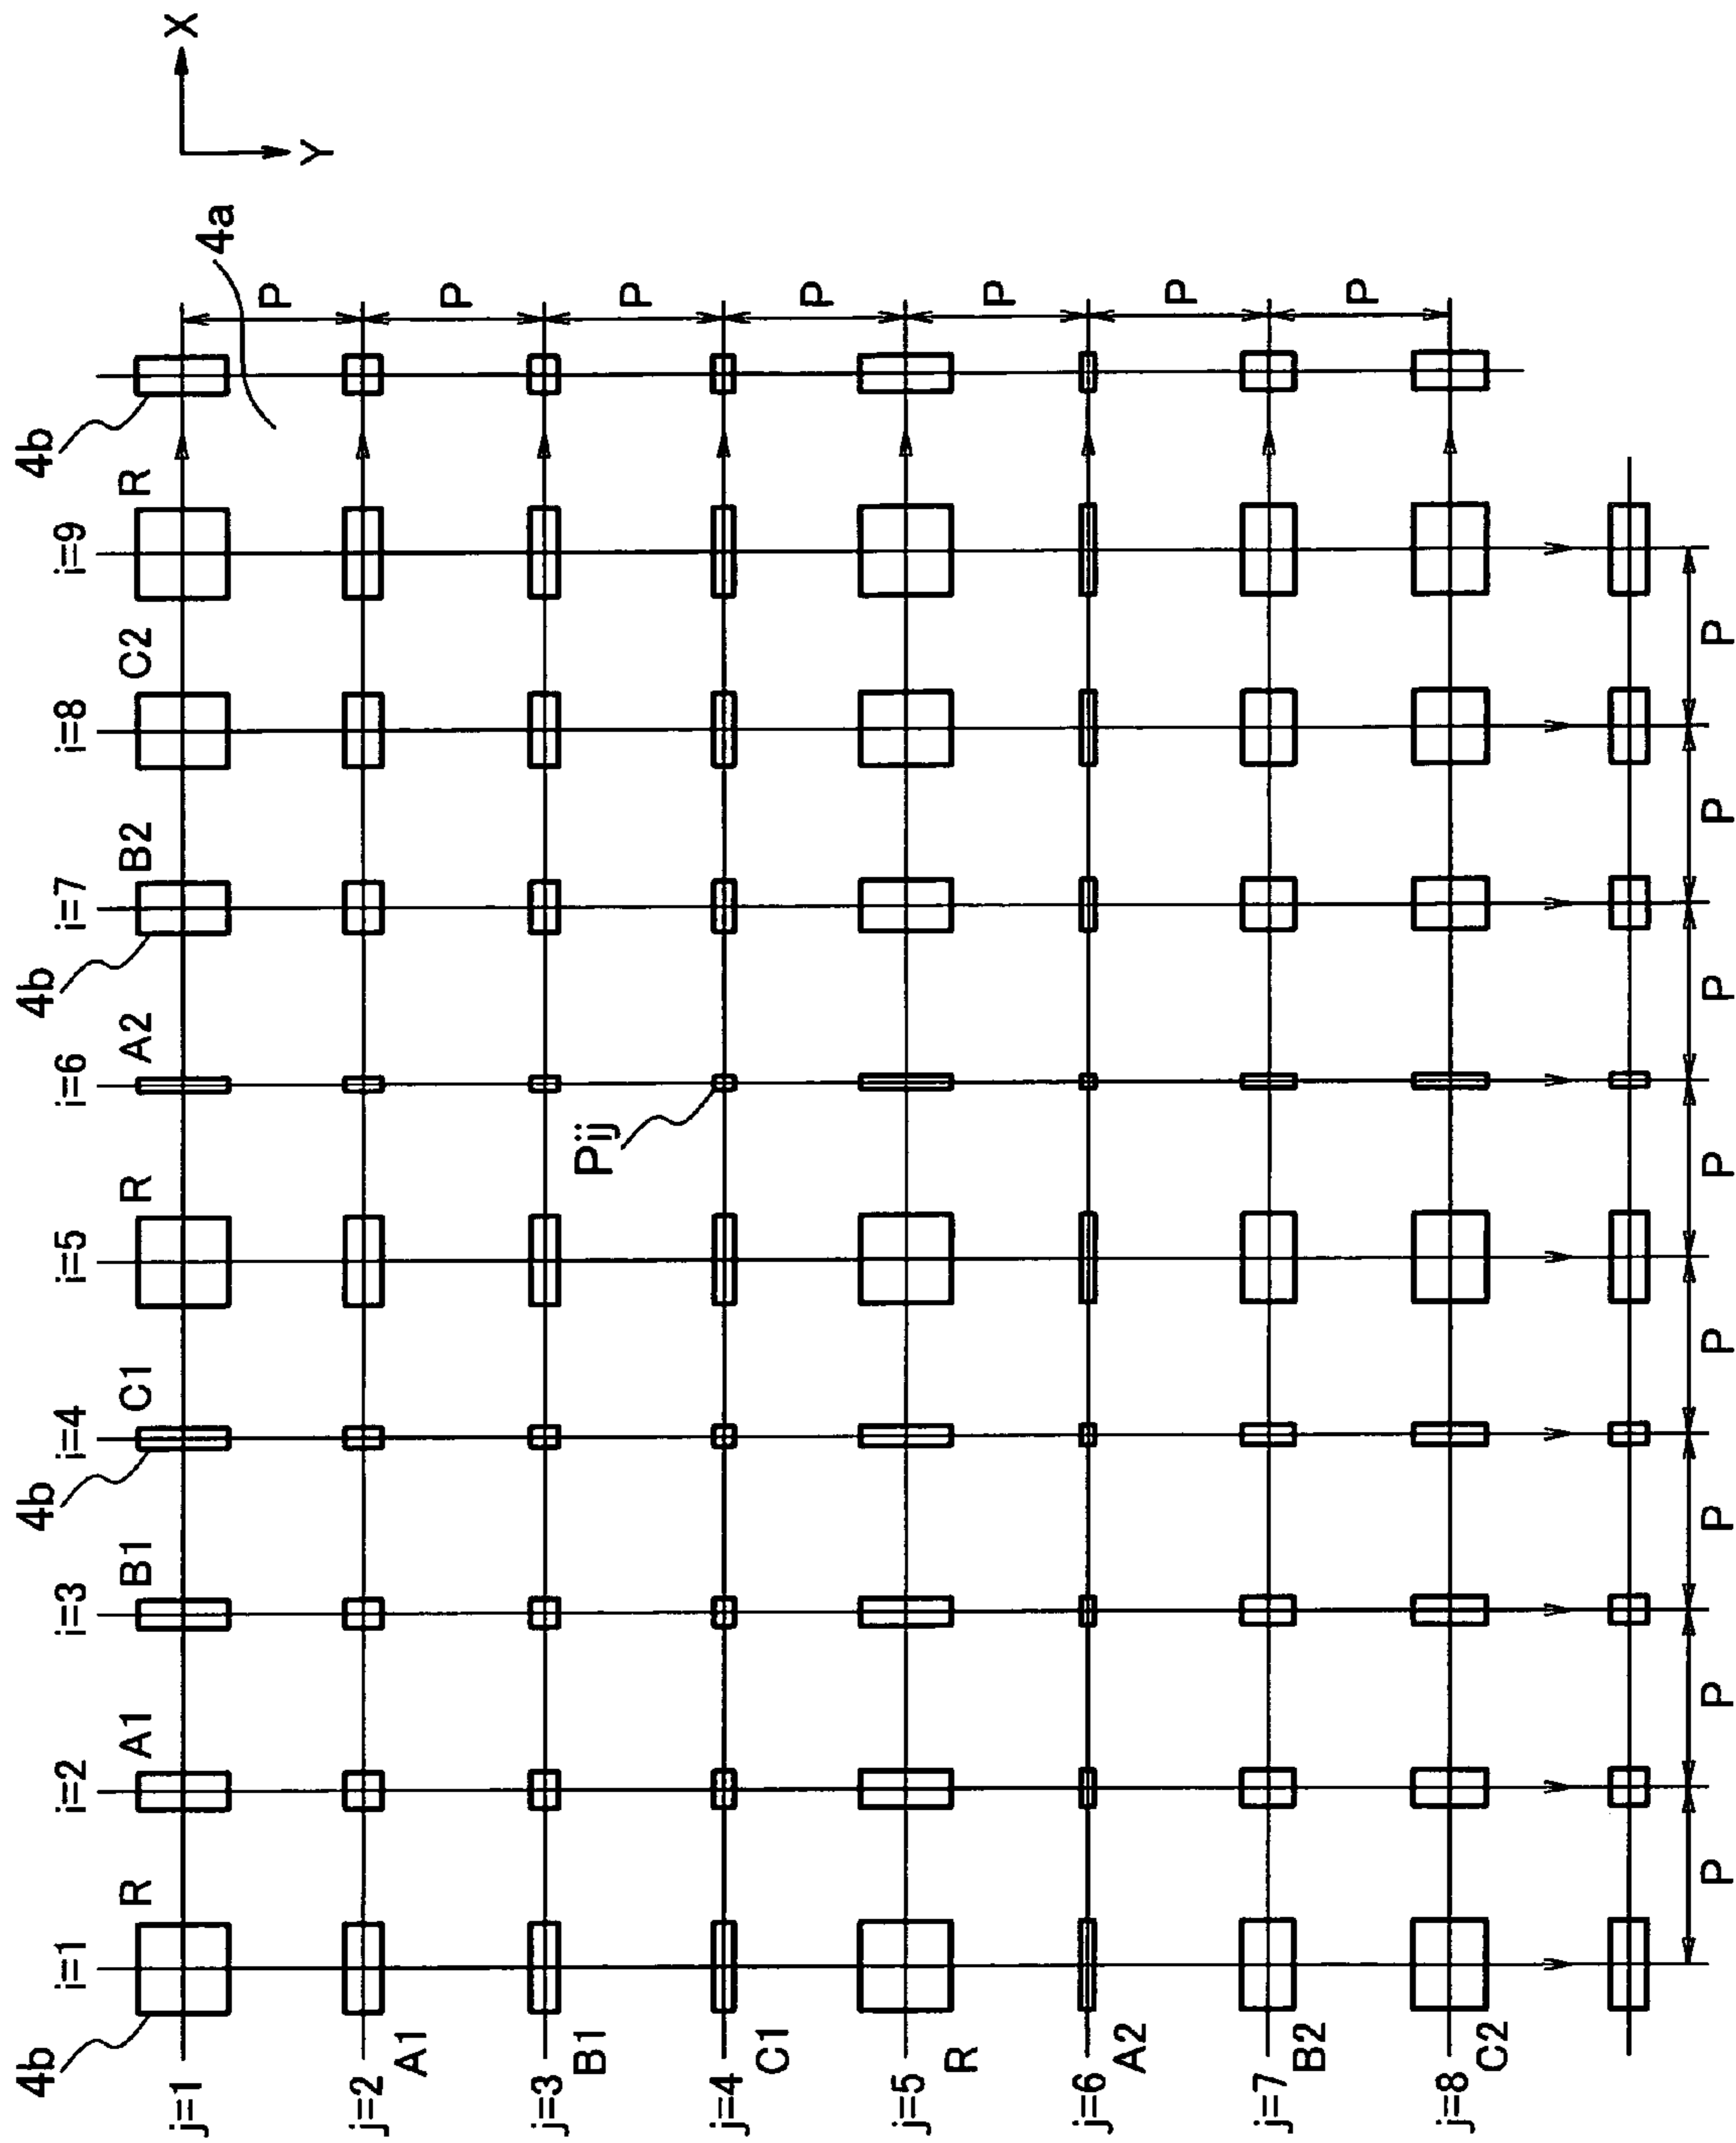 4b 4b 4b 4b
i=1 i=2 i=3 i=4 i=5 i=6 i=7 i=8 i=9
R A1 B1 C1 R A2 B2 C2 R
j=1
X
4a
P
Y
j=2
A1
P
j=3
B1
Pij
P
j=4
C1
P
j=5
R
P
j=6
A2
P
j=7
B2
P
j=8
C2
P P P P P P P P